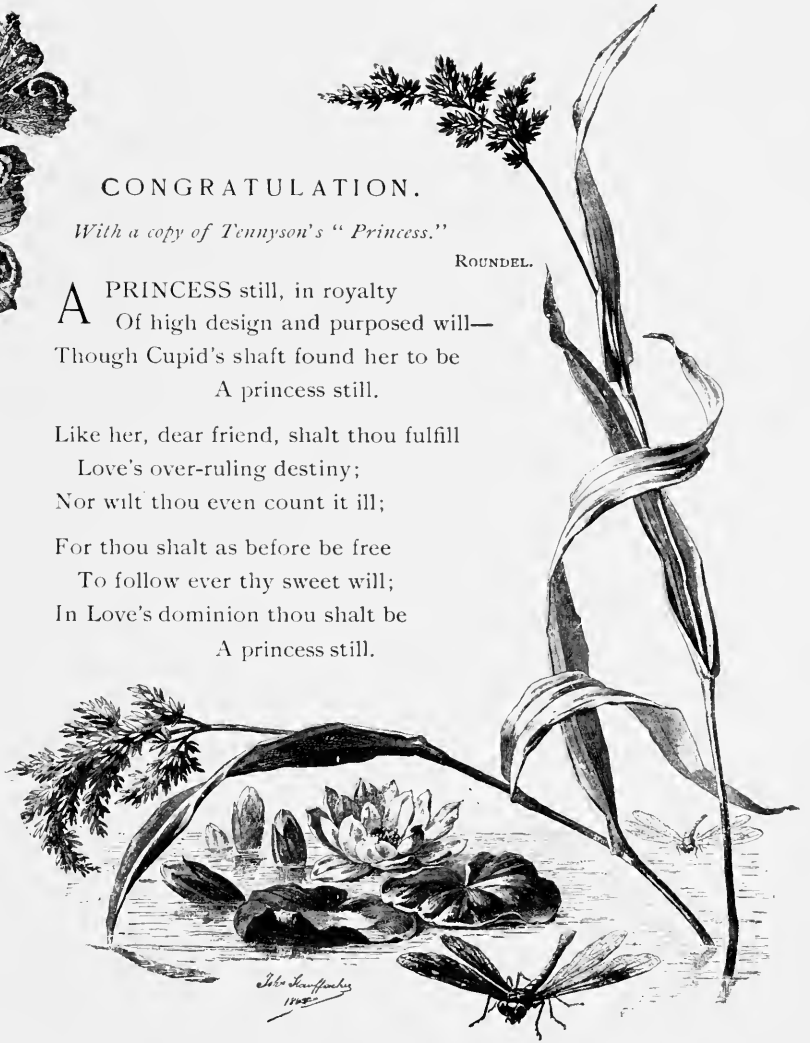 CONGRATULATION.
With a copy of Tennyson's "Princess."
ROUNDEL.
A PRINCESS still, in royalty
Of high design and purposed will—
Though Cupid's shaft found her to be
A princess still.
Like her, dear friend, shalt thou fulfill
Love's over-ruling destiny;
Nor wilt thou even count it ill;
For thou shalt as before be free
To follow ever thy sweet will;
In Love's dominion thou shalt be
A princess still.
John